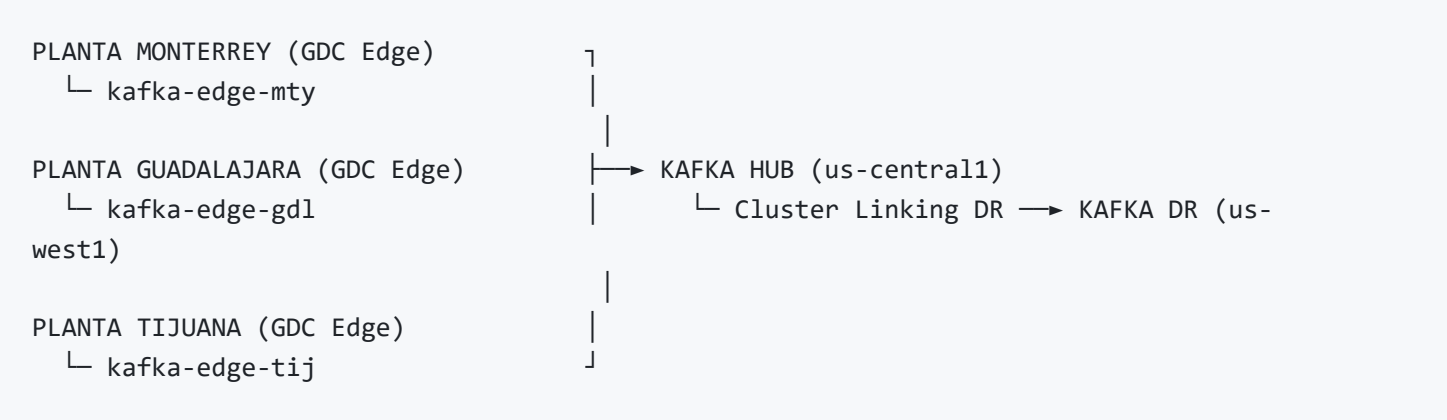 PLANTA MONTERREY (GDC Edge) ┐
└─ kafka-edge-mty │
│
PLANTA GUADALAJARA (GDC Edge) ├──► KAFKA HUB (us-central1)
└─ kafka-edge-gdl │ └─ Cluster Linking DR ──► KAFKA DR (us-
west1)
│
PLANTA TIJUANA (GDC Edge) │
└─ kafka-edge-tij ┘